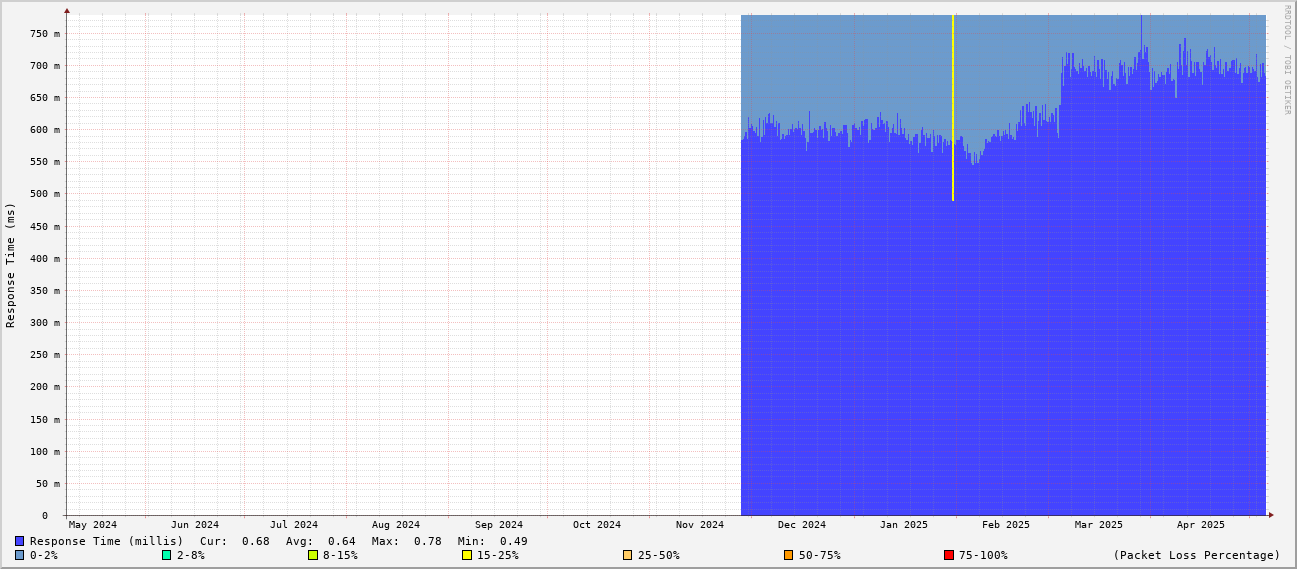 RRDTOOL / TOBI OETIKER
Response Time (ms)
750 m
700 m
650 m
600 m
550 m
500 m
450 m
400 m
350 m
300 m
250 m
200 m
150 m
100 m
50 m
0
May 2024 Jun 2024 Jul 2024 Aug 2024 Sep 2024 Oct 2024 Nov 2024 Dec 2024 Jan 2025 Feb 2025 Mar 2025 Apr 2025
Response Time (millis) Cur: 0.68 Avg: 0.64 Max: 0.78 Min: 0.49
0-2% 2-8% 8-15% 15-25% 25-50% 50-75% 75-100% (Packet Loss Percentage)